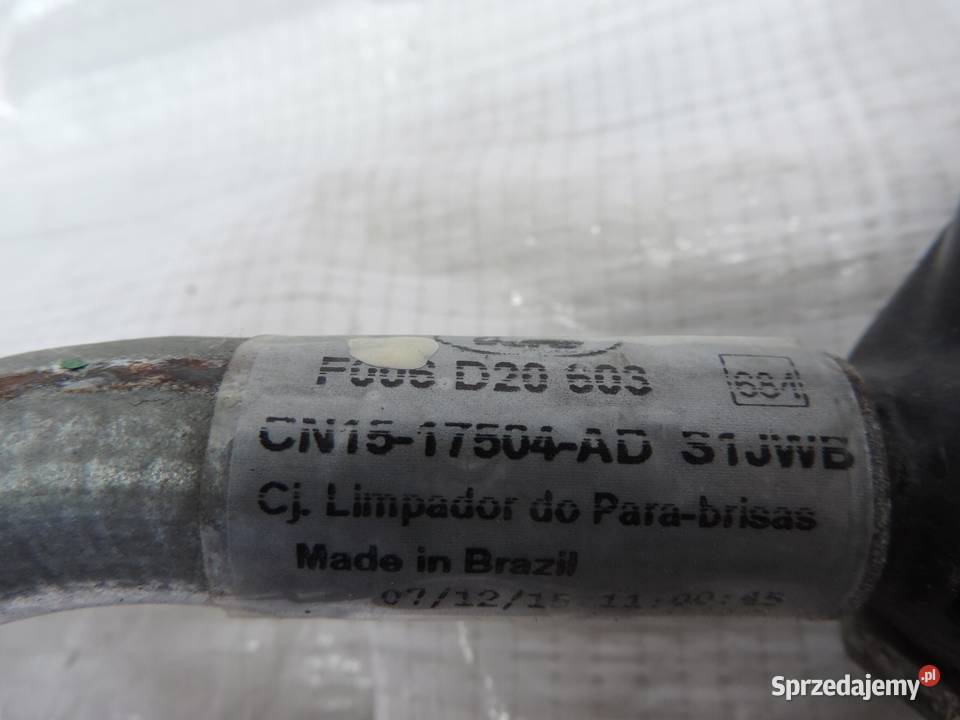 F006 D20 603
684
CN15-17504-AD S1JWB
Cj. Limpador do Para-brisas
Made in Brazil
07/12/15 11:00:45
Sprzedajemy.pl